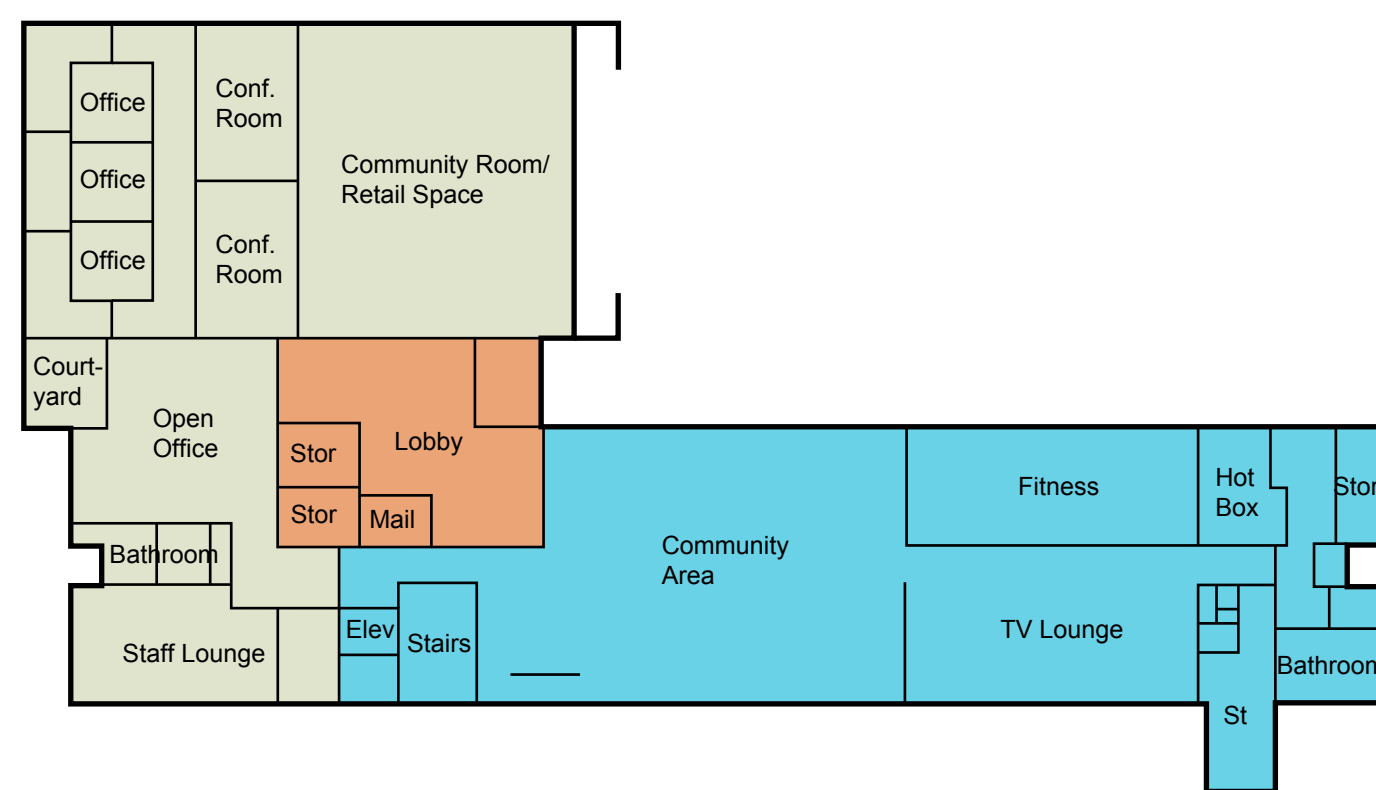 Office
Office
Office
Conf.
Room
Conf.
Room
Community Room/
Retail Space
Court-
yard
Open
Office
Stor
Stor
Mail
Lobby
Bathroom
Staff Lounge
Elev
Stairs
Community
Area
Fitness
TV Lounge
Hot
Box
Stor
St
Bathroom